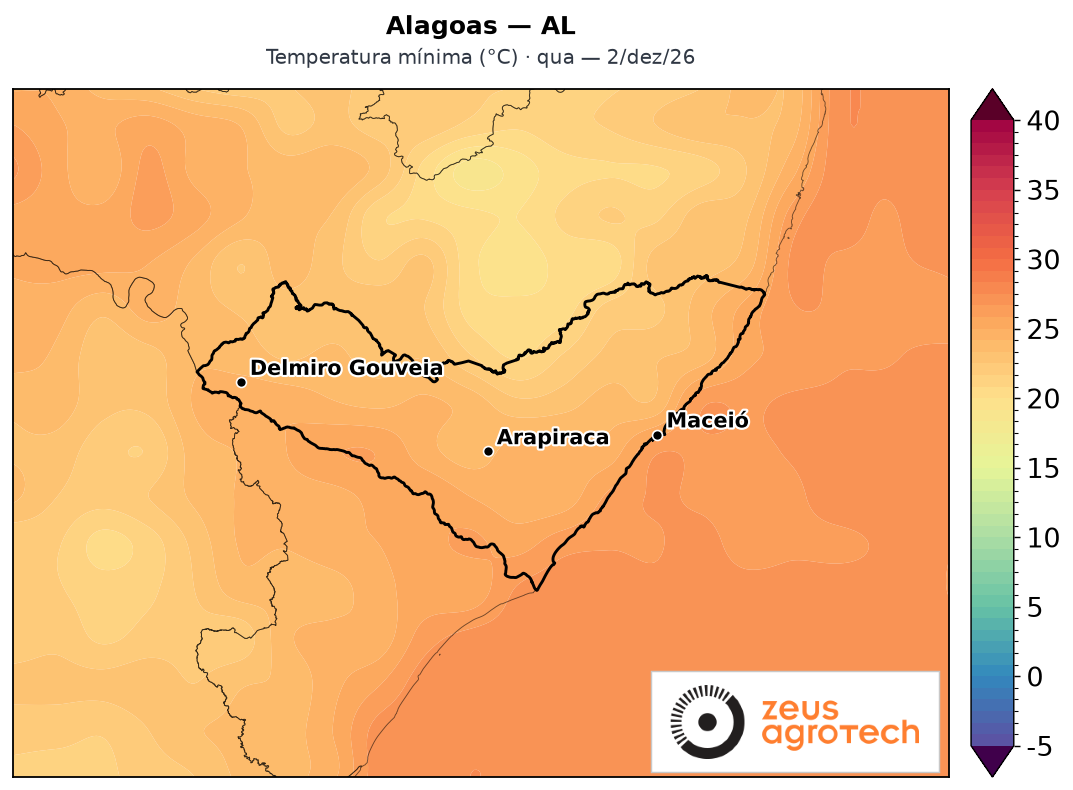 Alagoas — AL
Temperatura mínima (°C) · qua — 2/dez/26
Delmiro Gouveia
Arapiraca
Maceió
40
35
30
25
20
15
10
5
0
-5
zeus
agrotech